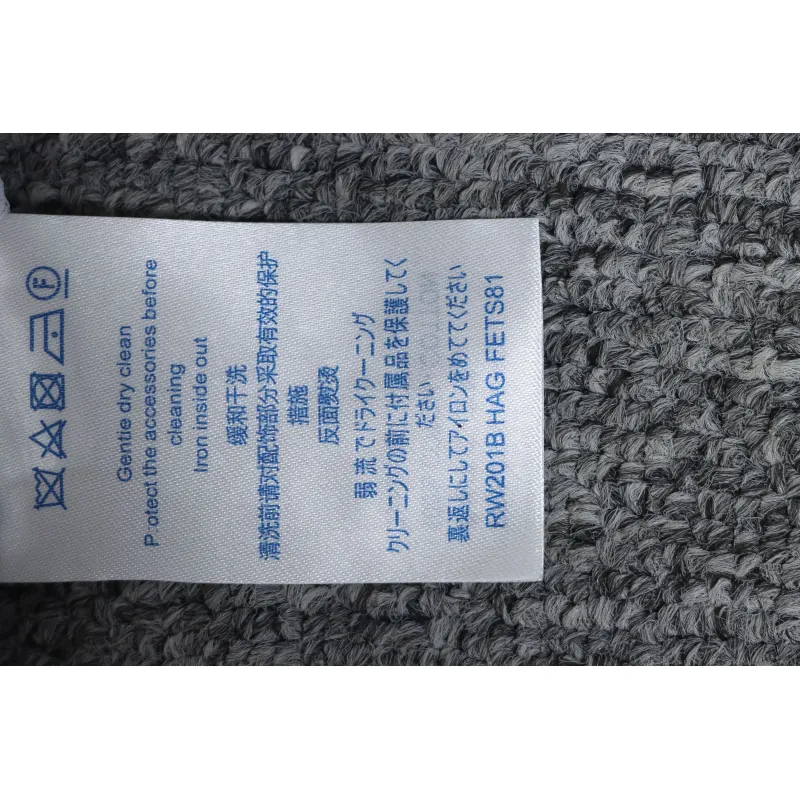 Gentle dry clean
Protect the accessories before
cleaning
Iron inside out
缓和干洗
清洗前请对配饰部分采取有效的保护
措施
反面熨烫
弱 流 でドライクーニング
クリーニングの前に付属品を保護してく
ださい
裏返しにしてアイロンをめててください
RW201B HAG FETS81